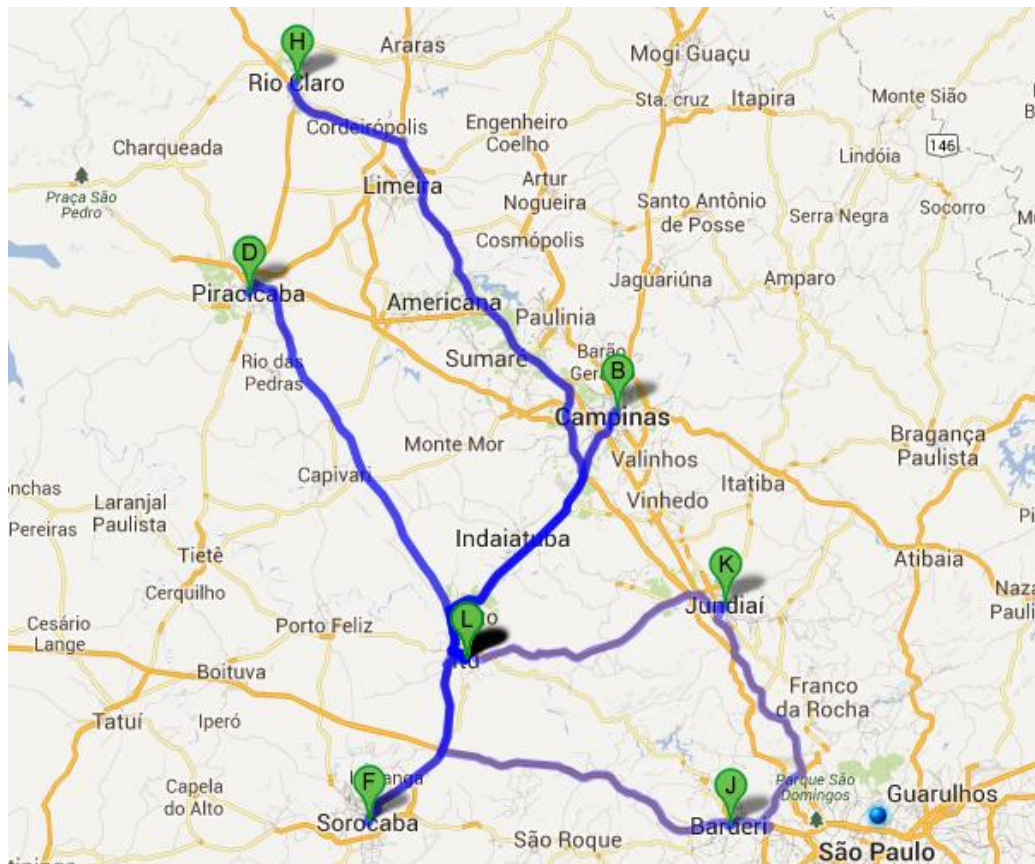 H
Araras
Mogi Guaçu
Rio Claro
Sta. cruz
Itapira
Monte Sião
Cordeirópolis
Engenheiro
Coelho
146
Charqueada
Lindóia
Praça São
Pedro
Limeira
Artur
Nogueira
Santo Antônio
de Posse
Serra Negra
Socorro
Cosmópolis
D
Jaguariúna
Amparo
Piracicaba
Americana
Paulinia
Rio das
Pedras
Sumaré
Barão
B
Campinas
Monte Mor
Valinhos
Bragança
Paulista
Capivari
Itatiba
Laranjal
Paulista
Vinhedo
Pereiras
Indaiatuba
Tietê
Atibaia
Cerquilho
K
Jundiaí
Cesário
Lange
Porto Feliz
L
Boituva
Franco
da Rocha
Tatuí
Iperó
Capela
do Alto
F
J
Parque São
Domingos
Guarulhos
Sorocaba
São Roque
Barueri
São Paulo